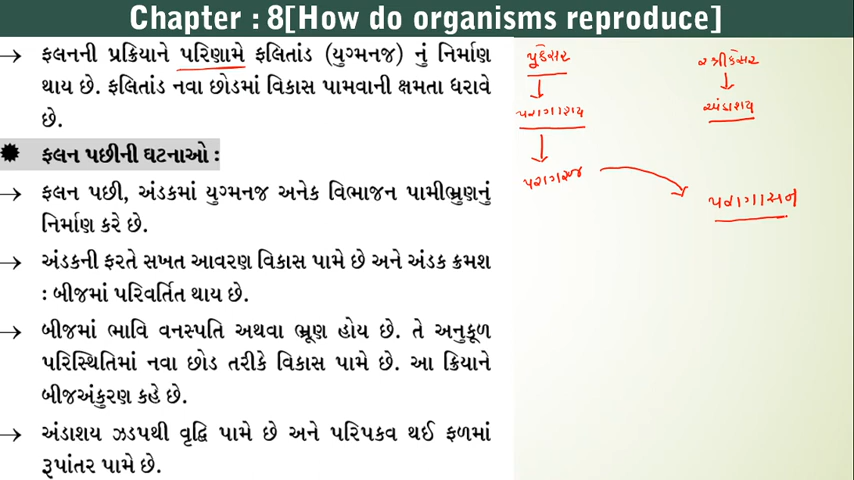 Chapter : 8[How do organisms reproduce]
→ ફલનની પ્રક્રિયાને પરિણામે ફલિતાંડ (યુગ્મનજ) નું નિર્માણ
થાય છે. ફલિતાંડ નવા છોડમાં વિકાસ પામવાની ક્ષમતા ધરાવે
છે.
ફલન પછીની ઘટનાઓ :
→ ફલન પછી, અંડકમાં યુગ્મનજ અનેક વિભાજન પામીભ્રુણનું
નિર્માણ કરે છે.
→ અંડકની ફરતે સખત આવરણ વિકાસ પામે છે અને અંડક ક્રમશ
: બીજમાં પરિવર્તિત થાય છે.
→ બીજમાં ભાવિ વનસ્પતિ અથવા ભ્રૂણ હોય છે. તે અનુકૂળ
પરિસ્થિતિમાં નવા છોડ તરીકે વિકાસ પામે છે. આ ક્રિયાને
બીજઅંકુરણ કહે છે.
→ અંડાશય ઝડપથી વૃદ્ધિ પામે છે અને પરિપકવ થઈ ફળમાં
રૂપાંતર પામે છે.
પુંકેસર
પરાગાશય
પરાગરજ
સ્ત્રીકેસર
અંડાશય
પરાગાસન